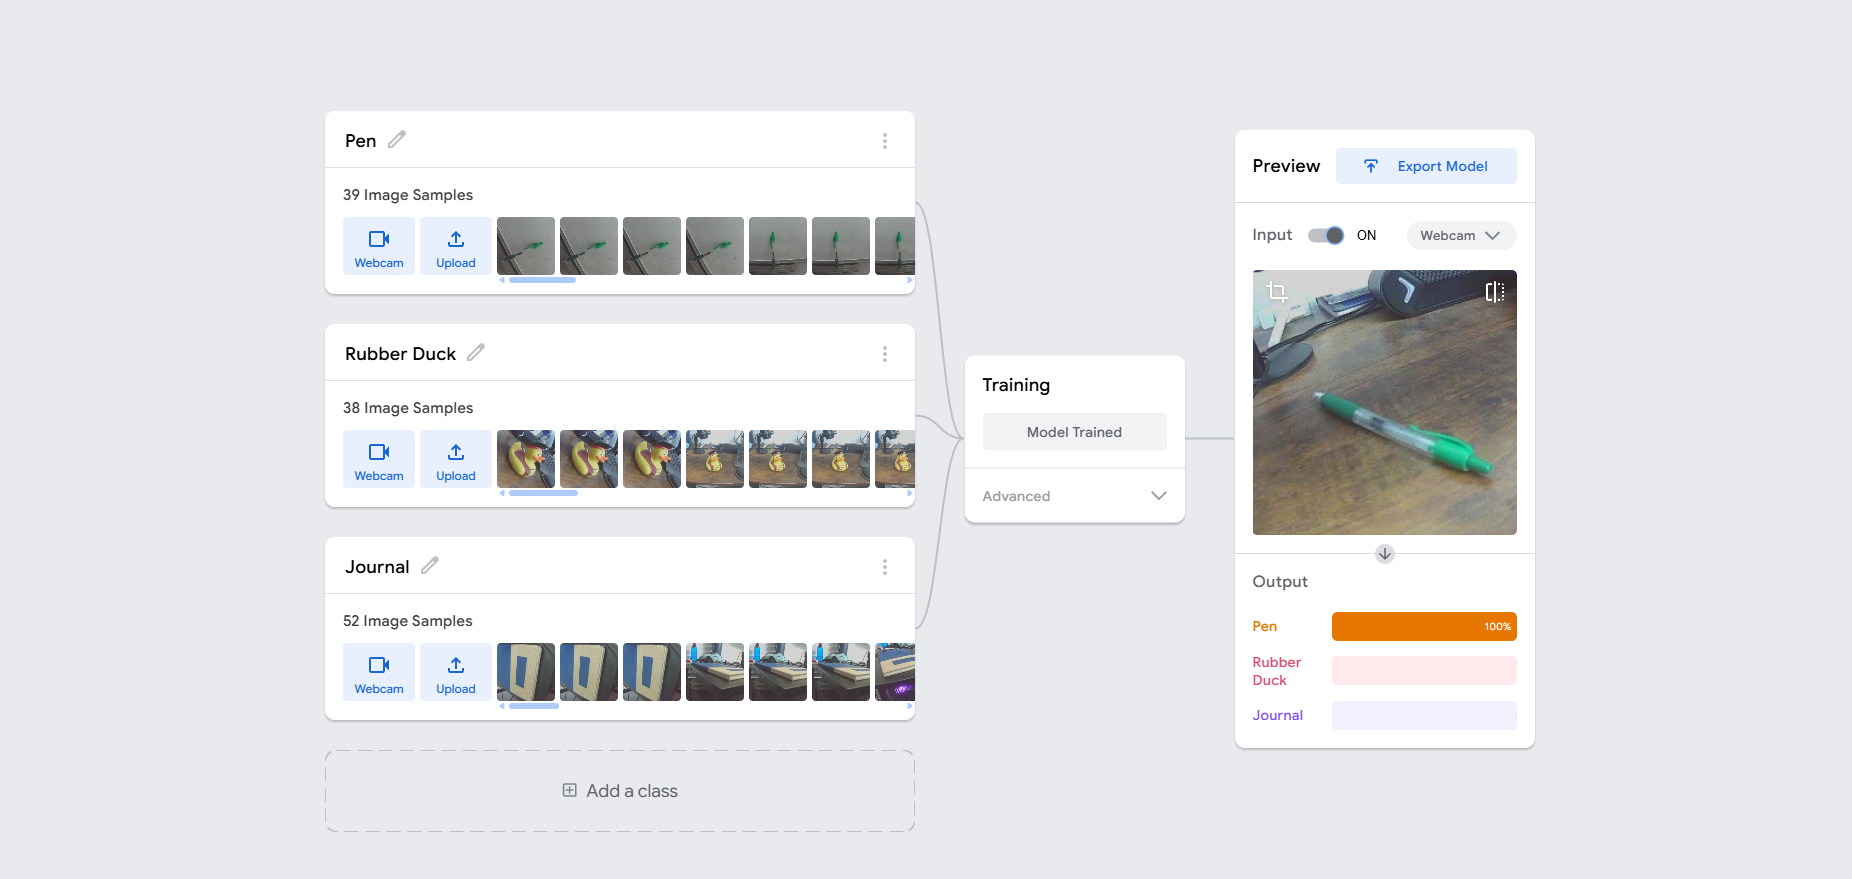 Pen
39 Image Samples
Webcam
Upload
Rubber Duck
38 Image Samples
Webcam
Upload
Journal
52 Image Samples
Webcam
Upload
Add a class
Training
Model Trained
Advanced
Preview
Export Model
Input
ON
Webcam
Output
Pen
100%
Rubber
Duck
Journal